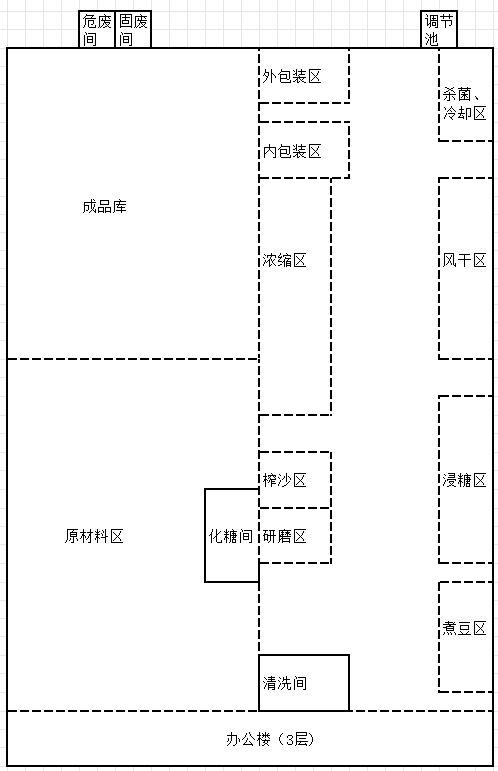 危废
间
固废
间
调节
池
外包装区
杀菌、
冷却区
内包装区
成品库
浓缩区
风干区
榨沙区
浸糖区
原材料区
化糖间
研磨区
煮豆区
清洗间
办公楼（3层）